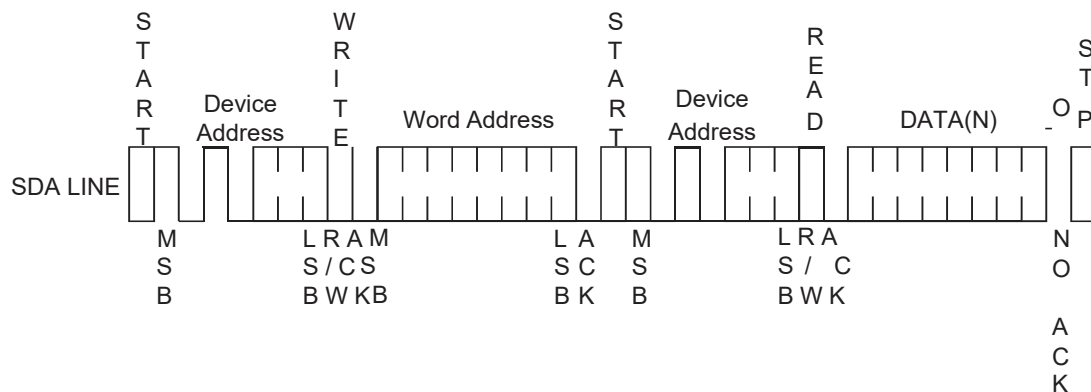 START
WRITE
START
READ
STOP
Device
Address
Word Address
Device
Address
DATA(N)
SDA LINE
MSB
LSB
R/W
ACK
MSB
LSB
ACK
MSB
LSB
R/W
ACK
NO ACK